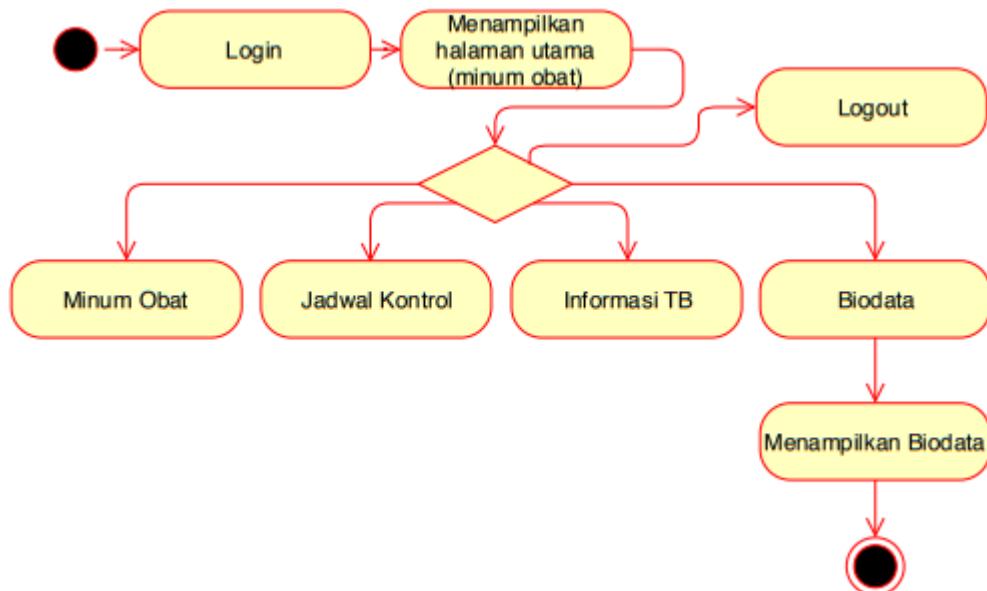 Login
Menampilkan
halaman utama
(minum obat)
Logout
Minum Obat
Jadwal Kontrol
Informasi TB
Biodata
Menampilkan Biodata